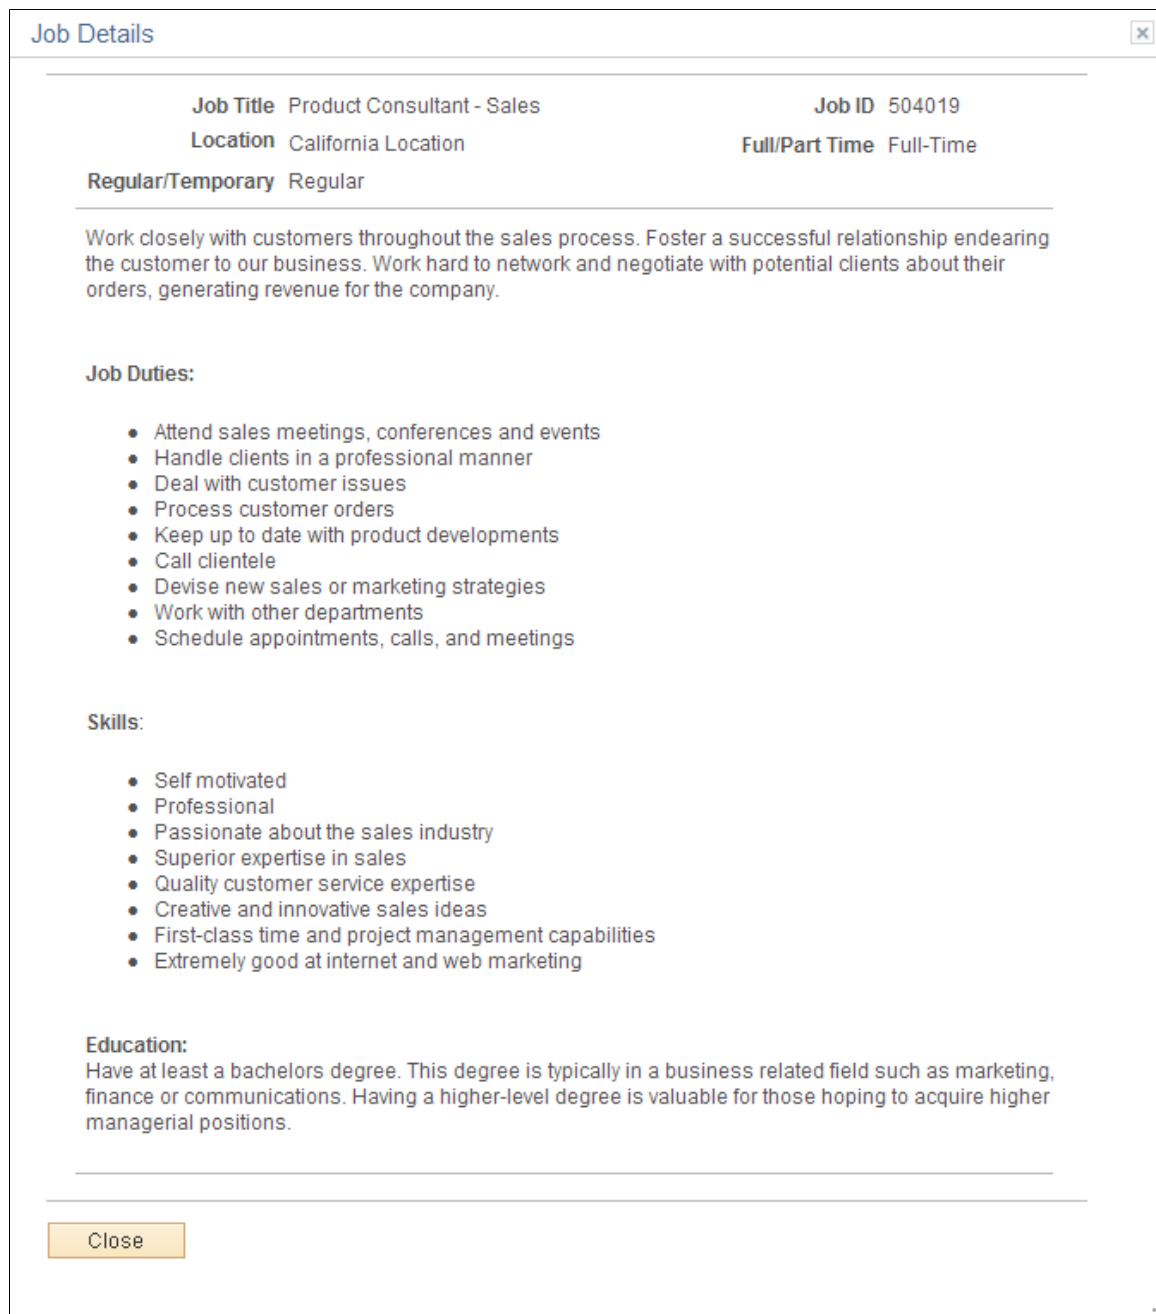 Job Details
Job Title Product Consultant - Sales Job ID 504019
Location California Location Full/Part Time Full-Time
Regular/Temporary Regular
Work closely with customers throughout the sales process. Foster a successful relationship endearing
the customer to our business. Work hard to network and negotiate with potential clients about their
orders, generating revenue for the company.
Job Duties:
• Attend sales meetings, conferences and events
• Handle clients in a professional manner
• Deal with customer issues
• Process customer orders
• Keep up to date with product developments
• Call clientele
• Devise new sales or marketing strategies
• Work with other departments
• Schedule appointments, calls, and meetings
Skills:
• Self motivated
• Professional
• Passionate about the sales industry
• Superior expertise in sales
• Quality customer service expertise
• Creative and innovative sales ideas
• First-class time and project management capabilities
• Extremely good at internet and web marketing
Education:
Have at least a bachelors degree. This degree is typically in a business related field such as marketing,
finance or communications. Having a higher-level degree is valuable for those hoping to acquire higher
managerial positions.
Close